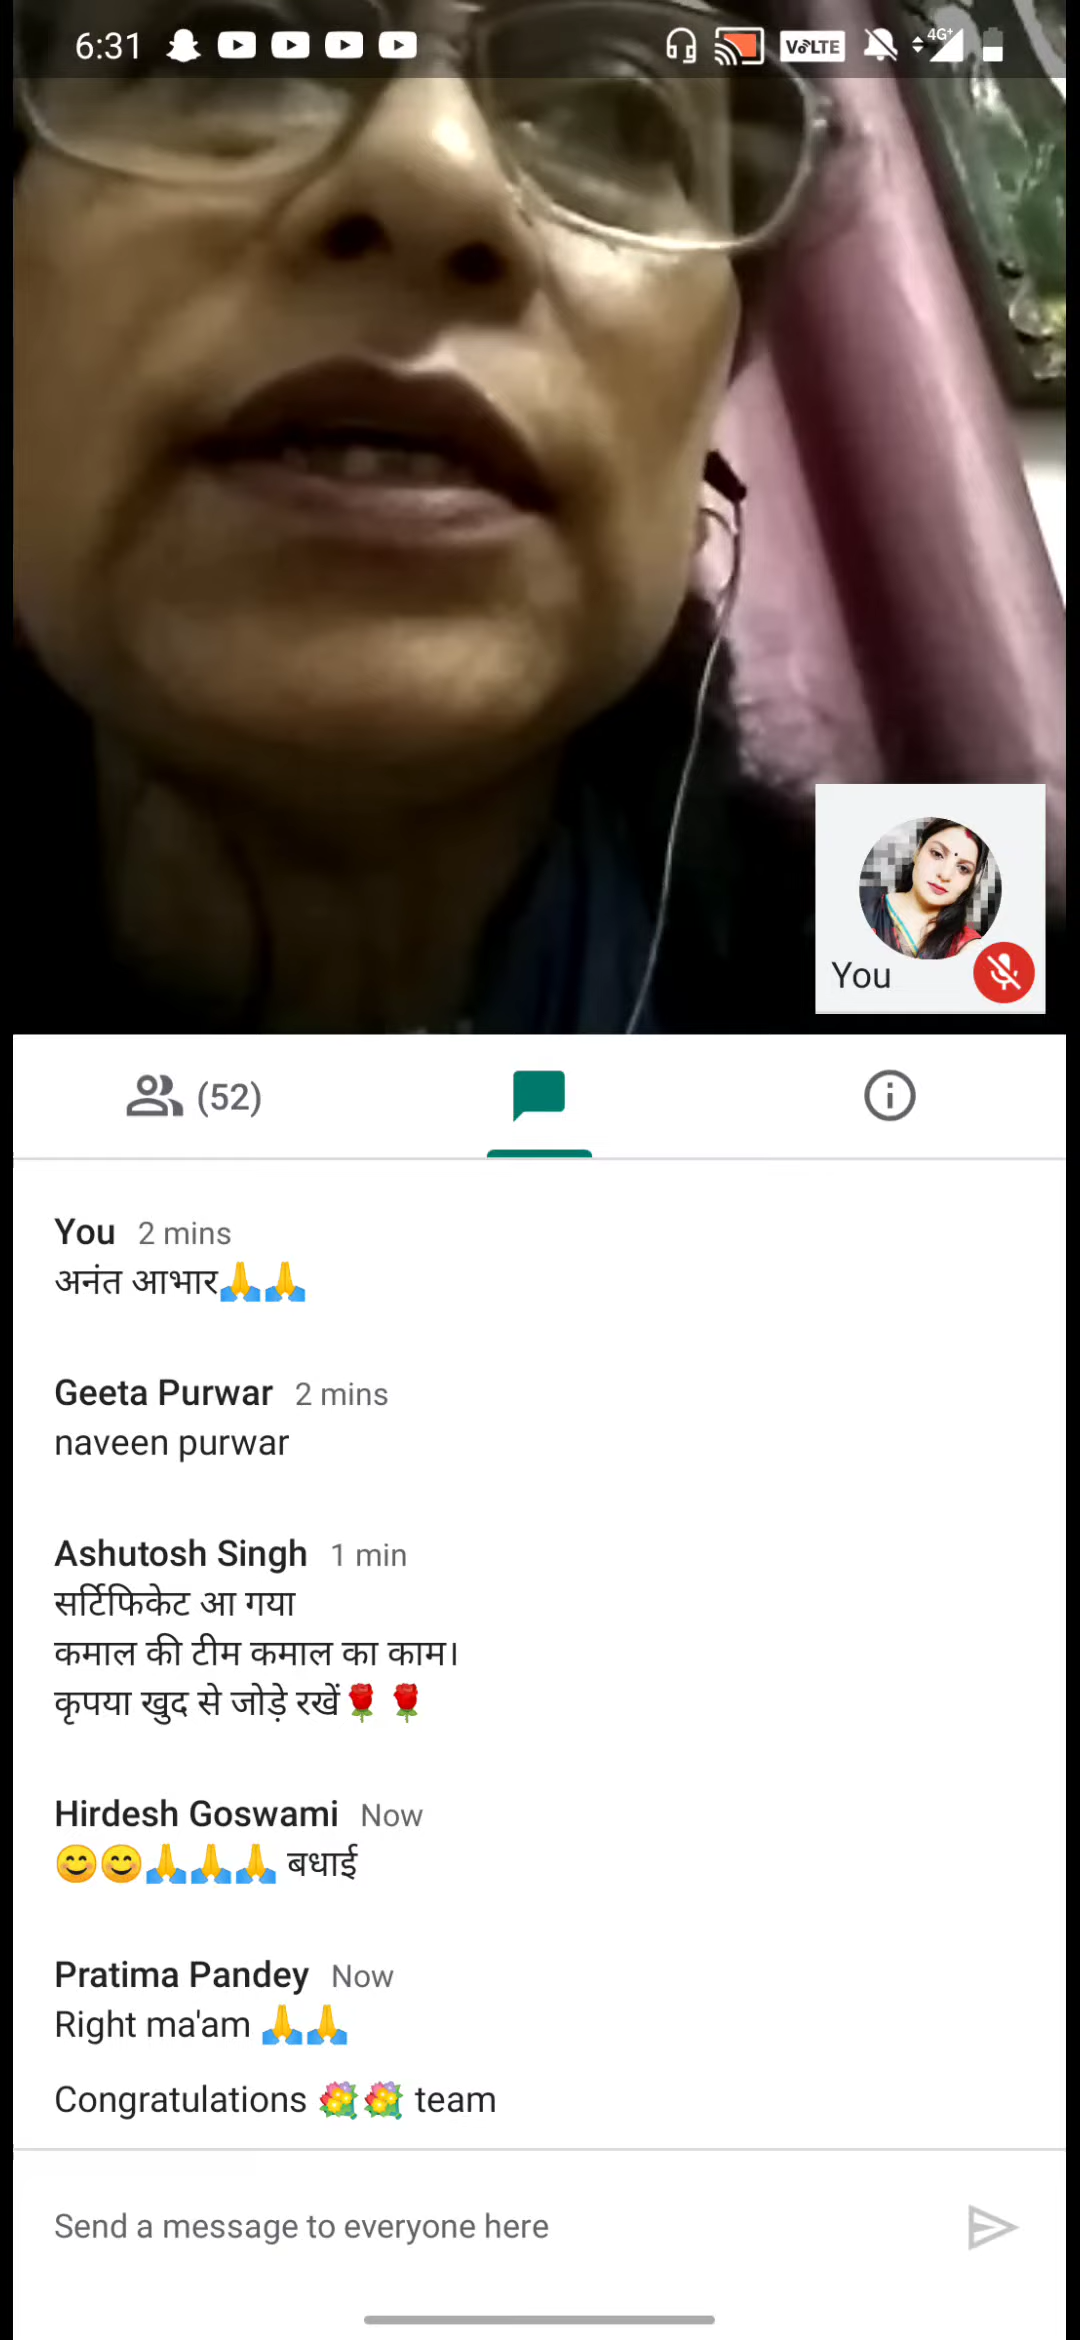 6:31
VoLTE
4G+
You
(52)
You 2 mins
अनंत आभार🙏🙏
Geeta Purwar 2 mins
naveen purwar
Ashutosh Singh 1 min
सर्टिफिकेट आ गया
कमाल की टीम कमाल का काम।
कृपया खुद से जोड़े रखें🌹 🌹
Hirdesh Goswami Now
😊😊🙏🙏🙏 बधाई
Pratima Pandey Now
Right ma'am 🙏🙏
Congratulations 💐💐 team
Send a message to everyone here